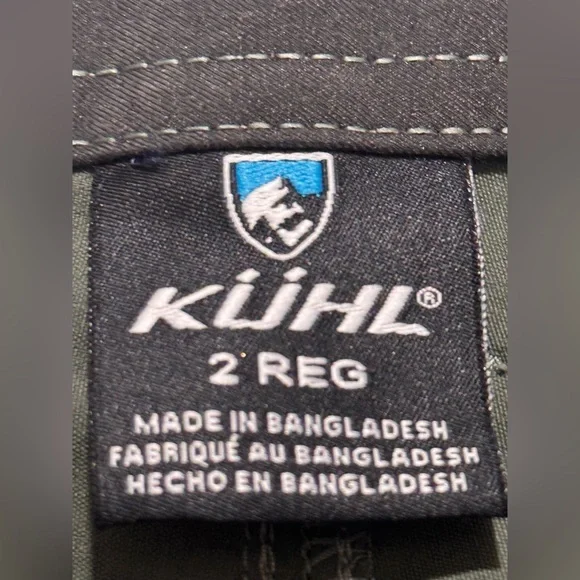 KÜHL®
2 REG
MADE IN BANGLADESH
FABRIQUÉ AU BANGLADESH
HECHO EN BANGLADESH